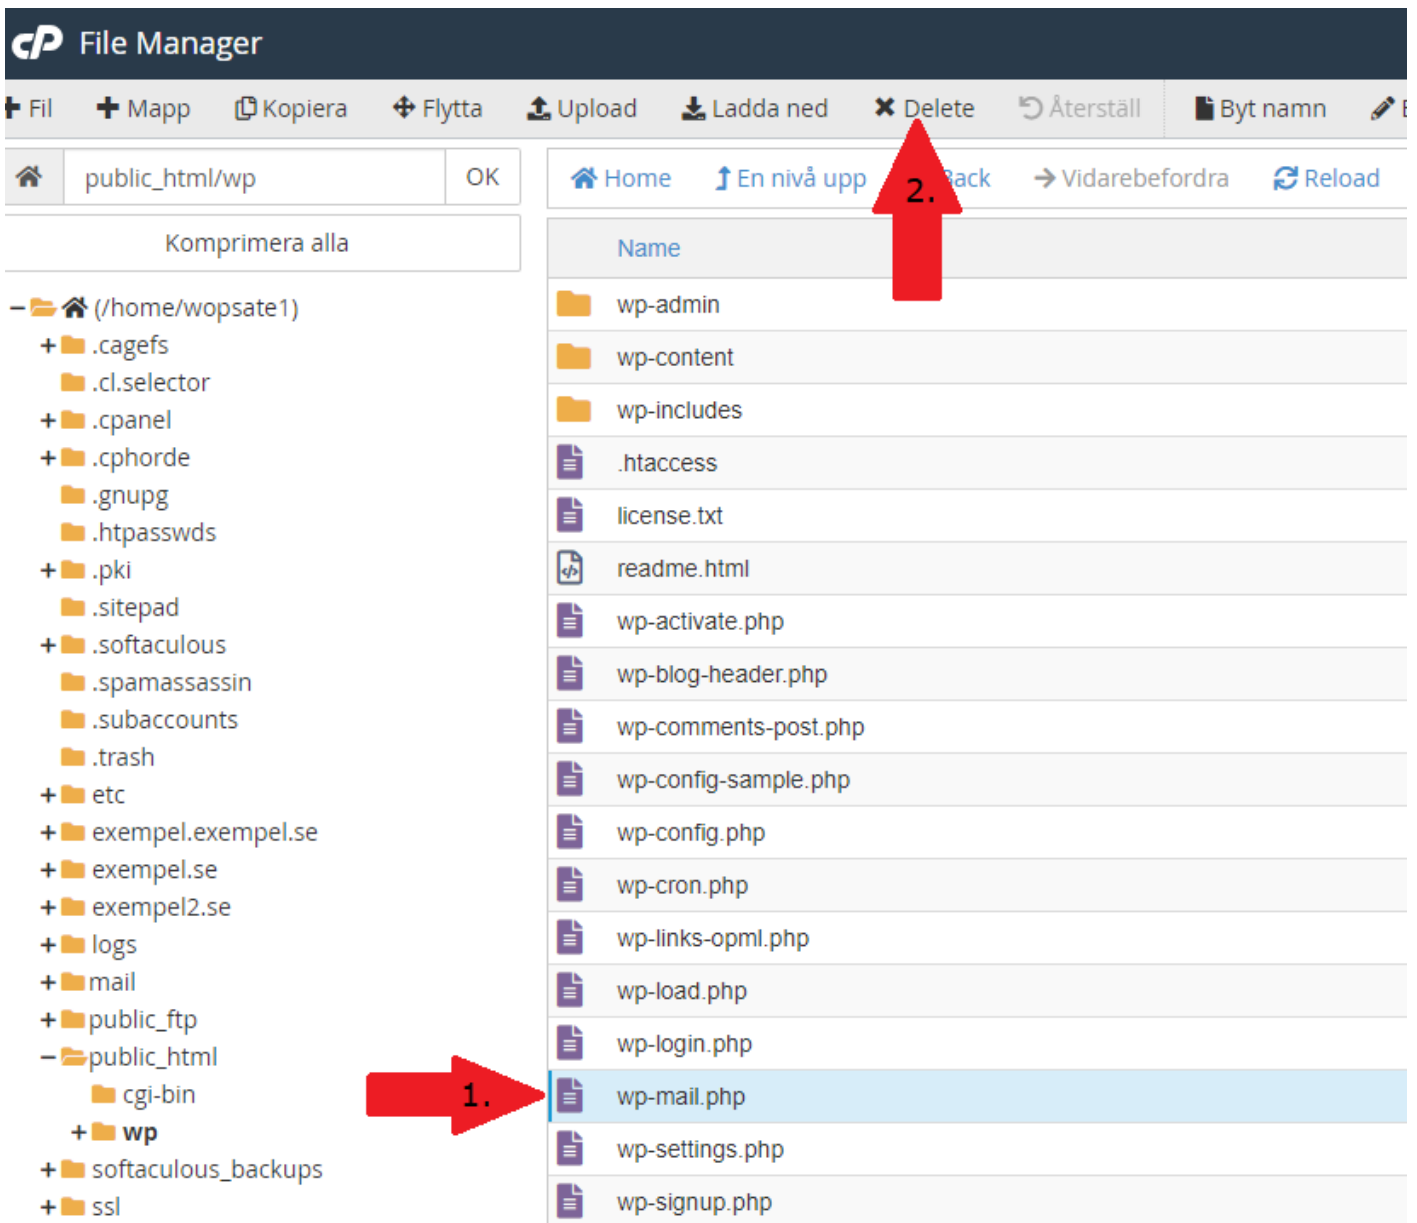 cP File Manager
Fil Mapp Kopiera Flytta Upload Ladda ned Delete Återställ Byt namn
public_html/wp OK
Home En nivå upp Back Vidarebefordra Reload
2.
Komprimera alla
Name
(/home/wopsate1)
.cagefs
.cl.selector
.cpanel
.cphorde
.gnupg
.htpasswds
.pki
.sitepad
.softaculous
.spamassassin
.subaccounts
.trash
etc
exempel.exempel.se
exempel.se
exempel2.se
logs
mail
public_ftp
public_html
cgi-bin
wp
softaculous_backups
ssl
wp-admin
wp-content
wp-includes
.htaccess
license.txt
readme.html
wp-activate.php
wp-blog-header.php
wp-comments-post.php
wp-config-sample.php
wp-config.php
wp-cron.php
wp-links-opml.php
wp-load.php
wp-login.php
1.
wp-mail.php
wp-settings.php
wp-signup.php